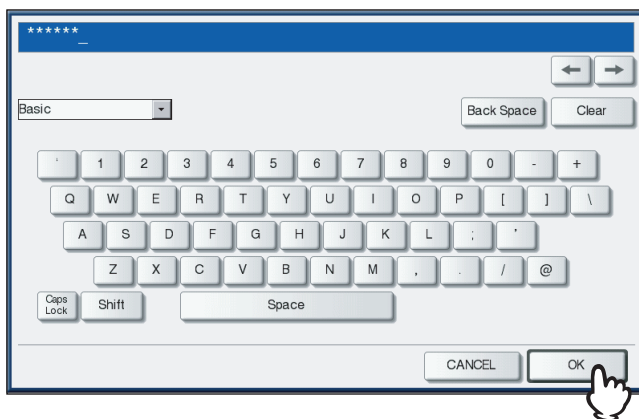 ******_
Basic
Back Space Clear
' 1 2 3 4 5 6 7 8 9 0 - +
Q W E R T Y U I O P [ ] \
A S D F G H J K L ; '
Z X C V B N M , . / @
Caps Lock Shift Space
CANCEL OK